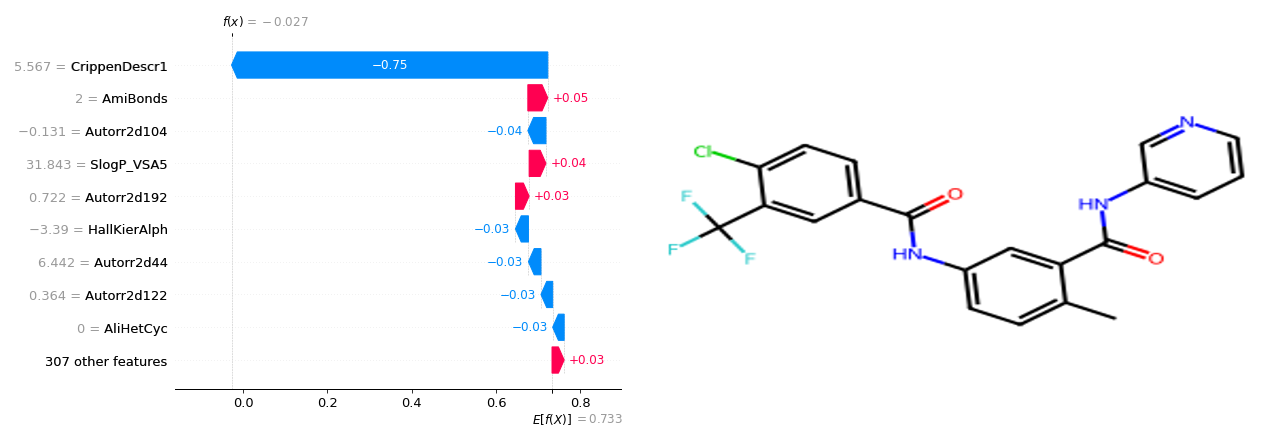 f(x) = −0.027
5.567 = CrippenDescr1
−0.75
2 = AmiBonds
+0.05
−0.131 = Autorr2d104
−0.04
31.843 = SlogP_VSA5
+0.04
0.722 = Autorr2d192
+0.03
−3.39 = HallKierAlph
−0.03
6.442 = Autorr2d44
−0.03
0.364 = Autorr2d122
−0.03
0 = AliHetCyc
−0.03
307 other features
+0.03
0.0 0.2 0.4 0.6 0.8
E[f(X)] = 0.733
N
Cl
F
O
HN
F
F
HN
O